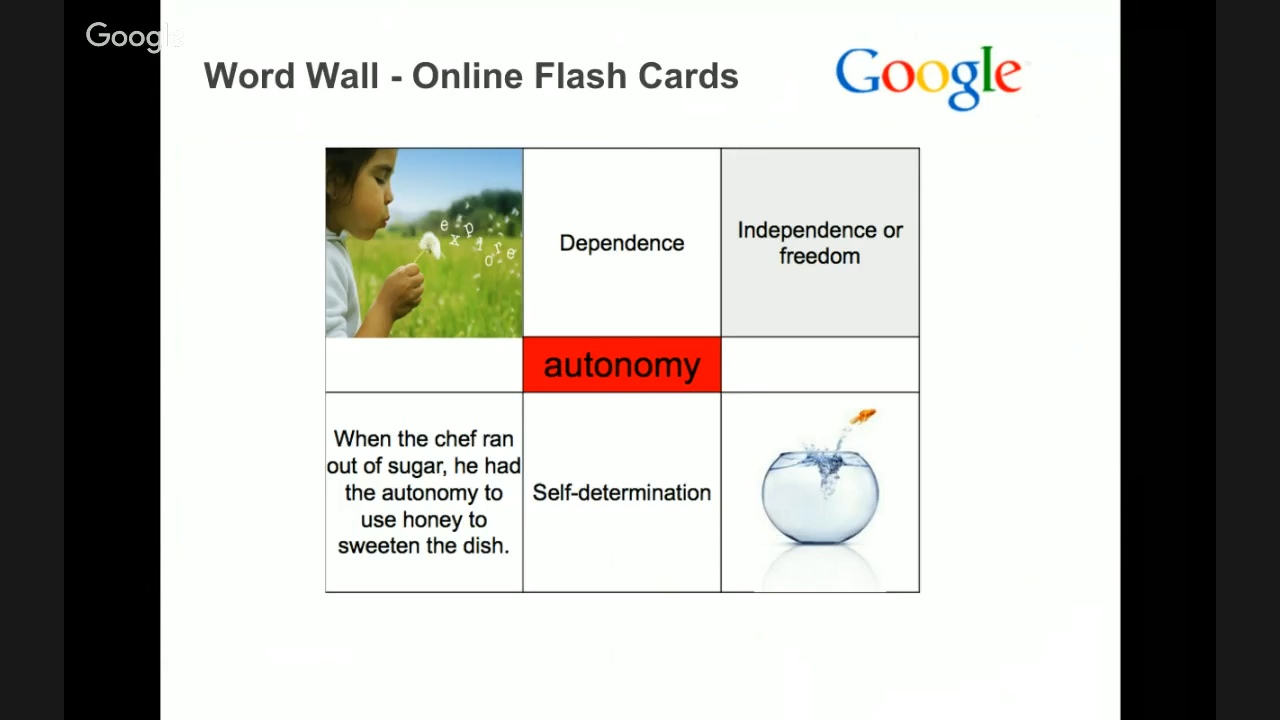 Google
Word Wall - Online Flash Cards
Google
explore
Dependence
Independence or
freedom
autonomy
When the chef ran
out of sugar, he had
the autonomy to
use honey to
sweeten the dish.
Self-determination